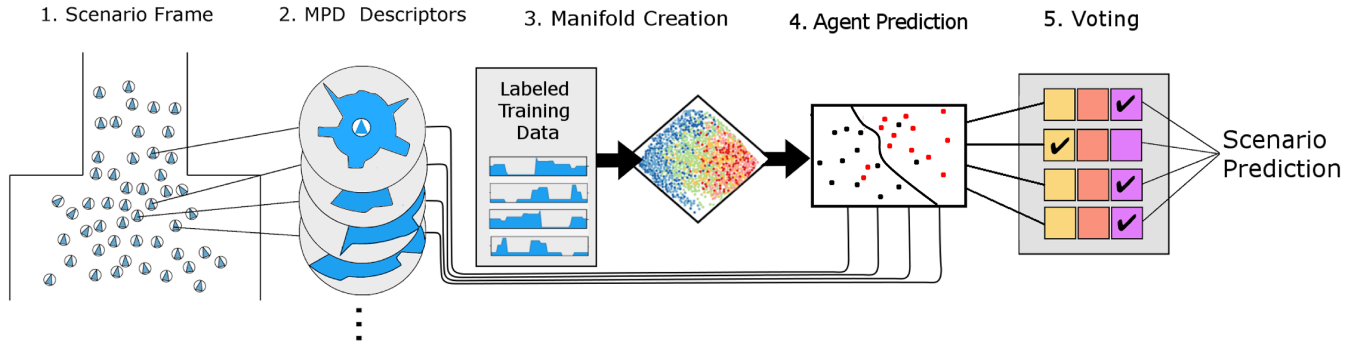 1. Scenario Frame
2. MPD Descriptors
3. Manifold Creation
4. Agent Prediction
5. Voting
Labeled
Training
Data
Scenario
Prediction